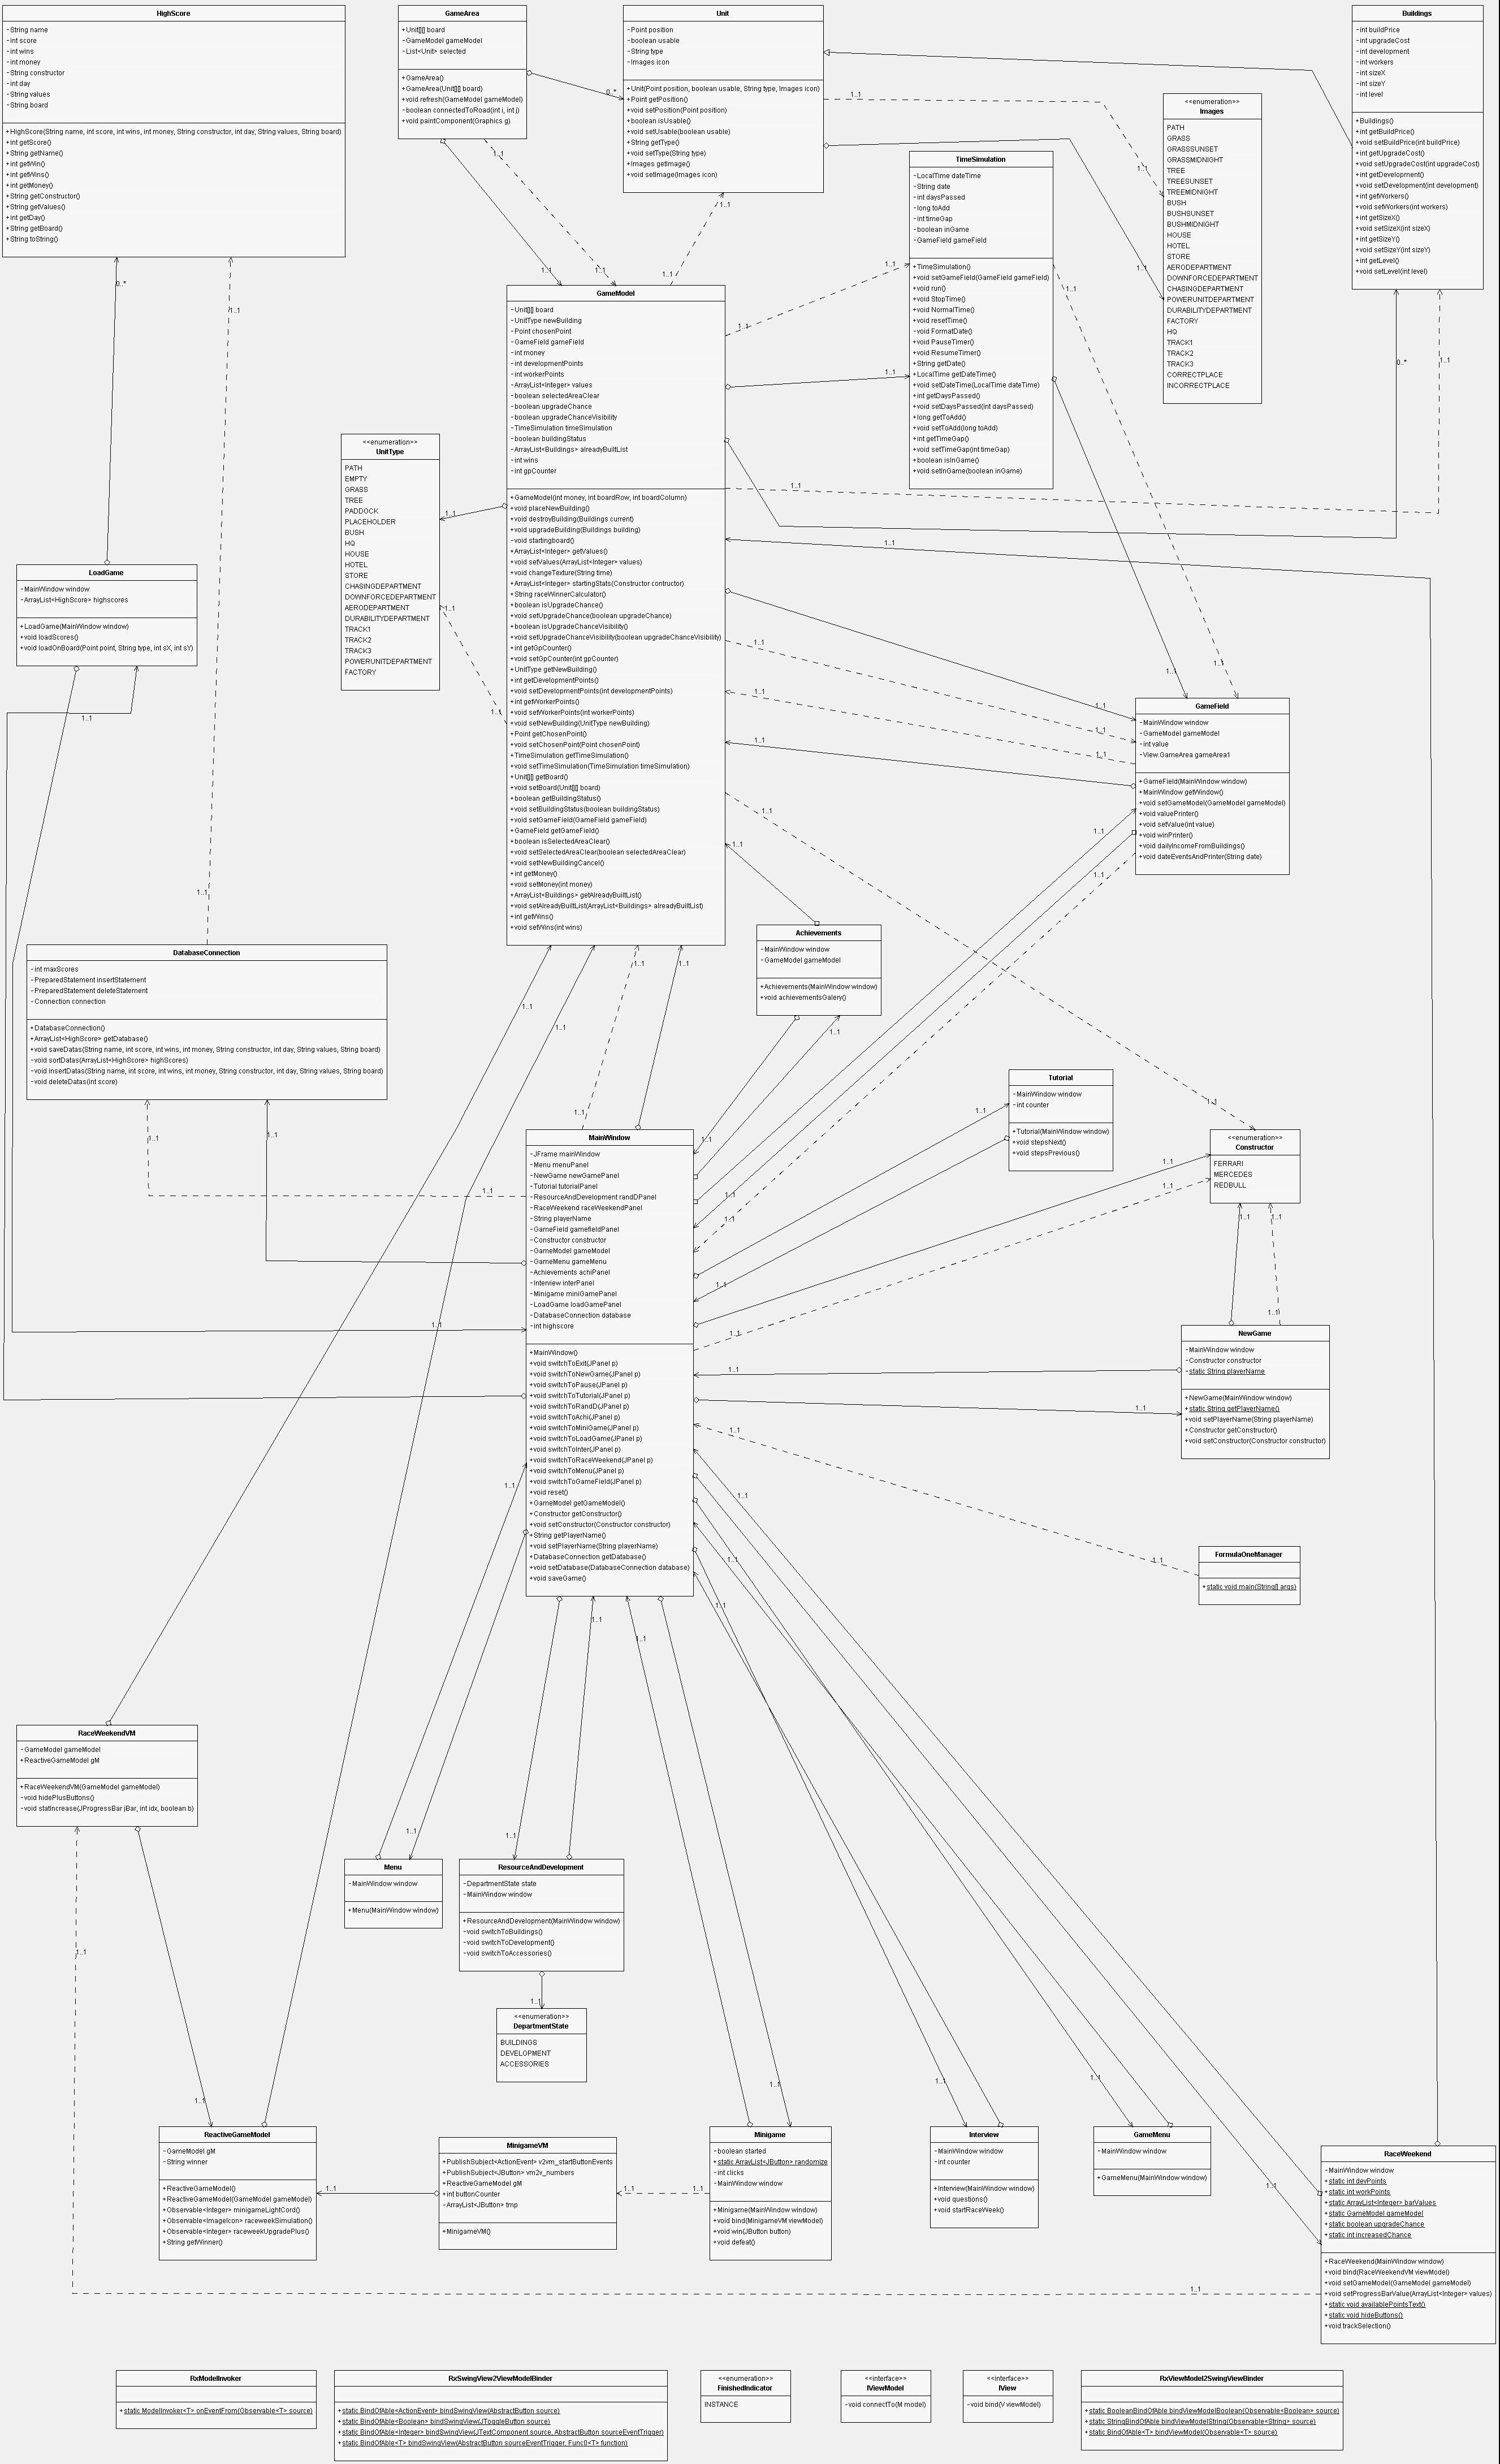 HighScore
-String name
-int score
-int wins
-int money
-String constructor
-int day
-String values
-String board
+HighScore(String name, int score, int wins, int money, String constructor, int day, String values, String board)
+int getScore()
+String getName()
+int getWin()
+int getWins()
+int getMoney()
+String getConstructor()
+String getValues()
+int getDay()
+String getBoard()
+String toString()
GameArea
+Unit[][] board
-GameModel gameModel
-List<Unit> selected
+GameArea()
+GameArea(Unit[][] board)
+void refresh(GameModel gameModel)
-boolean connectedToRoad(int i, int j)
+void paintComponent(Graphics g)
Unit
-Point position
-boolean usable
-String type
-Images icon
+Unit(Point position, boolean usable, String type, Images icon)
+Point getPosition()
+void setPosition(Point position)
+boolean isUsable()
+void setUsable(boolean usable)
+String getType()
+void setType(String type)
+Images getImage()
+void setImage(Images icon)
Buildings
-int buildPrice
-int upgradeCost
-int development
-int workers
-int sizeX
-int sizeY
-int level
+Buildings()
+int getBuildPrice()
+void setBuildPrice(int buildPrice)
+int getUpgradeCost()
+void setUpgradeCost(int upgradeCost)
+int getDevelopment()
+void setDevelopment(int development)
+int getWorkers()
+void setWorkers(int workers)
+int getSizeX()
+void setSizeX(int sizeX)
+int getSizeY()
+void setSizeY(int sizeY)
+int getLevel()
+void setLevel(int level)
<<enumeration>>
Images
PATH
GRASS
GRASSSUNSET
GRASSMIDNIGHT
TREE
TREESUNSET
TREEMIDNIGHT
BUSH
BUSHSUNSET
BUSHMIDNIGHT
HOUSE
HOTEL
STORE
AERODEPARTMENT
DOWNFORCEDEPARTMENT
CHASINGDEPARTMENT
POWERUNITDEPARTMENT
DURABILITYDEPARTMENT
FACTORY
HQ
TRACK1
TRACK2
TRACK3
CORRECTPLACE
INCORRECTPLACE
TimeSimulation
-LocalTime dateTime
-String date
-int daysPassed
-long toAdd
-int timeGap
-boolean inGame
-GameField gameField
+TimeSimulation()
+void setGameField(GameField gameField)
+void run()
+void StopTime()
+void NormalTime()
+void resetTime()
-void FormatDate()
+void PauseTimer()
+void ResumeTimer()
+String getDate()
+LocalTime getDateTime()
+void setDateTime(LocalTime dateTime)
+int getDaysPassed()
+void setDaysPassed(int daysPassed)
+long getToAdd()
+void setToAdd(long toAdd)
+int getTimeGap()
+void setTimeGap(int timeGap)
+boolean isInGame()
+void setInGame(boolean inGame)
GameModel
-Unit[][] board
-UnitType newBuilding
-Point chosenPoint
-GameField gameField
-int money
-int developmentPoints
-int workerPoints
-ArrayList<Integer> values
-boolean selectedAreaClear
-boolean upgradeChance
-boolean upgradeChanceVisibility
-TimeSimulation timeSimulation
-boolean buildingStatus
-ArrayList<Buildings> alreadyBuiltList
-int wins
-int gpCounter
+GameModel(int money, int boardRow, int boardColumn)
+void placeNewBuilding()
+void destroyBuilding(Buildings current)
+void upgradeBuilding(Buildings building)
-void startingboard()
+ArrayList<Integer> getValues()
+void setValues(ArrayList<Integer> values)
+void changeTexture(String time)
+ArrayList<Integer> startingStats(Constructor contructor)
+String raceWinnerCalculator()
+boolean isUpgradeChance()
+void setUpgradeChance(boolean upgradeChance)
+boolean isUpgradeChanceVisibility()
+void setUpgradeChanceVisibility(boolean upgradeChanceVisibility)
+int getGpCounter()
+void setGpCounter(int gpCounter)
+UnitType getNewBuilding()
+int getDevelopmentPoints()
+void setDevelopmentPoints(int developmentPoints)
+int getWorkerPoints()
+void setWorkerPoints(int workerPoints)
+void setNewBuilding(UnitType newBuilding)
+Point getChosenPoint()
+void setChosenPoint(Point chosenPoint)
+TimeSimulation getTimeSimulation()
+void setTimeSimulation(TimeSimulation timeSimulation)
+Unit[][] getBoard()
+void setBoard(Unit[][] board)
+boolean getBuildingStatus()
+void setBuildingStatus(boolean buildingStatus)
+void setGameField(GameField gameField)
+GameField getGameField()
+boolean isSelectedAreaClear()
+void setSelectedAreaClear(boolean selectedAreaClear)
+void setNewBuildingCancel()
+int getMoney()
+void setMoney(int money)
+ArrayList<Buildings> getAlreadyBuiltList()
+void setAlreadyBuiltList(ArrayList<Buildings> alreadyBuiltList)
+int getWins()
+void setWins(int wins)
<<enumeration>>
UnitType
PATH
EMPTY
GRASS
TREE
PADDOCK
PLACEHOLDER
BUSH
HQ
HOUSE
HOTEL
STORE
CHASINGDEPARTMENT
DOWNFORCEDEPARTMENT
AERODEPARTMENT
DURABILITYDEPARTMENT
TRACK1
TRACK2
TRACK3
POWERUNITDEPARTMENT
FACTORY
LoadGame
-MainWindow window
-ArrayList<HighScore> highscores
+LoadGame(MainWindow window)
+void loadScores()
+void loadOnBoard(Point point, String type, int sX, int sY)
GameField
-MainWindow window
-GameModel gameModel
-int value
-View.GameArea gameArea1
+GameField(MainWindow window)
+MainWindow getWindow()
+void setGameModel(GameModel gameModel)
+void valuePrinter()
+void setValue(int value)
+void winPrinter()
+void dailyIncomeFromBuildings()
+void dateEventsAndPrinter(String date)
DatabaseConnection
-int maxScores
-PreparedStatement insertStatement
-PreparedStatement deleteStatement
-Connection connection
+DatabaseConnection()
+ArrayList<HighScore> getDatabase()
+void saveDatas(String name, int score, int wins, int money, String constructor, int day, String values, String board)
-void sortDatas(ArrayList<HighScore> highScores)
-void insertDatas(String name, int score, int wins, int money, String constructor, int day, String values, String board)
-void deleteDatas(int score)
Achievements
-MainWindow window
-GameModel gameModel
+Achievements(MainWindow window)
+void achievementsGalery()
Tutorial
-MainWindow window
-int counter
+Tutorial(MainWindow window)
+void stepsNext()
+void stepsPrevious()
<<enumeration>>
Constructor
FERRARI
MERCEDES
REDBULL
MainWindow
-JFrame mainWindow
-Menu menuPanel
-NewGame newGamePanel
-Tutorial tutorialPanel
-ResourceAndDevelopment randDPanel
-RaceWeekend raceWeekendPanel
-String playerName
-GameField gamefieldPanel
-Constructor constructor
-GameModel gameModel
-GameMenu gameMenu
-Achievements achiPanel
-Interview interPanel
-Minigame miniGamePanel
-LoadGame loadGamePanel
-DatabaseConnection database
-int highscore
+MainWindow()
+void switchToExit(JPanel p)
+void switchToNewGame(JPanel p)
+void switchToPause(JPanel p)
+void switchToTutorial(JPanel p)
+void switchToRandD(JPanel p)
+void switchToAchi(JPanel p)
+void switchToMiniGame(JPanel p)
+void switchToLoadGame(JPanel p)
+void switchToInter(JPanel p)
+void switchToRaceWeekend(JPanel p)
+void switchToMenu(JPanel p)
+void switchToGameField(JPanel p)
+void reset()
+GameModel getGameModel()
+Constructor getConstructor()
+void setConstructor(Constructor constructor)
+String getPlayerName()
+void setPlayerName(String playerName)
+DatabaseConnection getDatabase()
+void setDatabase(DatabaseConnection database)
+void saveGame()
NewGame
-MainWindow window
-Constructor constructor
-static String playerName
+NewGame(MainWindow window)
+static String getPlayerName()
+void setPlayerName(String playerName)
+Constructor getConstructor()
+void setConstructor(Constructor constructor)
FormulaOneManager
+static void main(String[] args)
RaceWeekendVM
-GameModel gameModel
+ReactiveGameModel gM
+RaceWeekendVM(GameModel gameModel)
-void hidePlusButtons()
-void statIncrease(JProgressBar jBar, int idx, boolean b)
Menu
-MainWindow window
+Menu(MainWindow window)
ResourceAndDevelopment
-DepartmentState state
-MainWindow window
+ResourceAndDevelopment(MainWindow window)
-void switchToBuildings()
-void switchToDevelopment()
-void switchToAccessories()
<<enumeration>>
DepartmentState
BUILDINGS
DEVELOPMENT
ACCESSORIES
ReactiveGameModel
-GameModel gM
-String winner
+ReactiveGameModel()
+ReactiveGameModel(GameModel gameModel)
+Observable<Integer> minigameLightCord()
+Observable<ImageIcon> raceweekSimulation()
+Observable<Integer> raceweekUpgradePlus()
+String getWinner()
MinigameVM
+PublishSubject<ActionEvent> v2vm_startButtonEvents
+PublishSubject<JButton> vm2v_numbers
+ReactiveGameModel gM
+int buttonCounter
-ArrayList<JButton> tmp
+MinigameVM()
Minigame
-boolean started
+static ArrayList<JButton> randomize
-int clicks
-MainWindow window
+Minigame(MainWindow window)
+void bind(MinigameVM viewModel)
+void win(JButton button)
+void defeat()
Interview
-MainWindow window
-int counter
+Interview(MainWindow window)
+void questions()
+void startRaceWeek()
GameMenu
-MainWindow window
+GameMenu(MainWindow window)
RaceWeekend
-MainWindow window
+static int devPoints
+static int workPoints
+static ArrayList<Integer> barValues
+static GameModel gameModel
+static boolean upgradeChance
+static int increasedChance
+RaceWeekend(MainWindow window)
+void bind(RaceWeekendVM viewModel)
+void setGameModel(GameModel gameModel)
+void setProgressBarValue(ArrayList<Integer> values)
+static void availablePointsText()
+static void hideButtons()
+void trackSelection()
RxModelInvoker
+static ModelInvoker<T> onEventFrom(Observable<T> source)
RxSwingView2ViewModelBinder
+static BindOfAble<ActionEvent> bindSwingView(AbstractButton source)
+static BindOfAble<Boolean> bindSwingView(JToggleButton source)
+static BindOfAble<Integer> bindSwingView(JTextComponent source, AbstractButton sourceEventTrigger)
+static BindOfAble<T> bindSwingView(AbstractButton sourceEventTrigger, Func0<T> function)
<<enumeration>>
FinishedIndicator
INSTANCE
<<interface>>
IViewModel
~void connectTo(M model)
<<interface>>
IView
~void bind(V viewModel)
RxViewModel2SwingViewBinder
+static BooleanBindOfAble bindViewModelBoolean(Observable<Boolean> source)
+static StringBindOfAble bindViewModelString(Observable<String> source)
+static BindOfAble<T> bindViewModel(Observable<T> source)